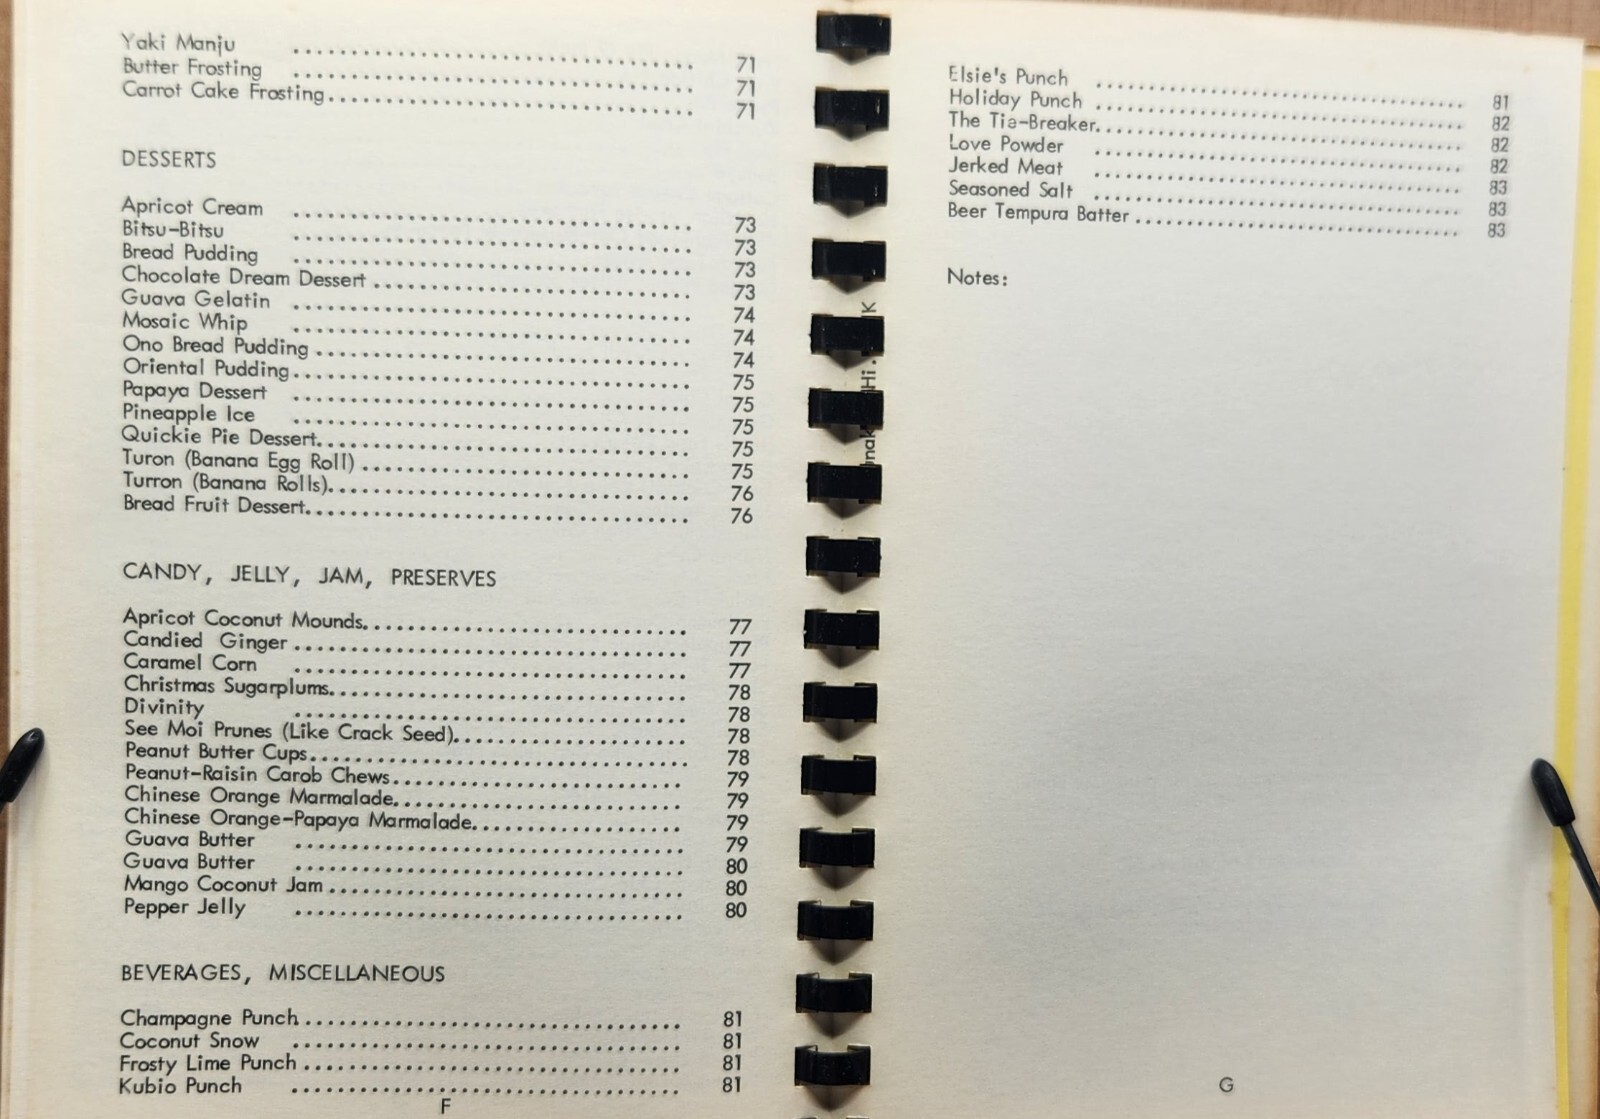 Yaki Manju .................................... 71
Butter Frosting .................................... 71
Carrot Cake Frosting.................................. 71
DESSERTS
Apricot Cream .................................... 73
Bitsu-Bitsu .................................... 73
Bread Pudding .................................... 73
Chocolate Dream Dessert ............................ 73
Guava Gelatin .................................... 74
Mosaic Whip .................................... 74
Ono Bread Pudding .................................. 74
Oriental Pudding.................................... 75
Papaya Dessert .................................... 75
Pineapple Ice .................................... 75
Quickie Pie Dessert.................................. 75
Turon (Banana Egg Roll) ............................. 75
Turron (Banana Rolls)................................. 76
Bread Fruit Dessert................................... 76
CANDY, JELLY, JAM, PRESERVES
Apricot Coconut Mounds............................. 77
Candied Ginger .................................... 77
Caramel Corn .................................... 77
Christmas Sugarplums................................ 78
Divinity .................................... 78
See Moi Prunes (Like Crack Seed).................... 78
Peanut Butter Cups.................................. 78
Peanut-Raisin Carob Chews.......................... 79
Chinese Orange Marmalade.......................... 79
Chinese Orange-Papaya Marmalade................... 79
Guava Butter .................................... 79
Guava Butter .................................... 80
Mango Coconut Jam ................................ 80
Pepper Jelly .................................... 80
BEVERAGES, MISCELLANEOUS
Champagne Punch.................................. 81
Coconut Snow .................................... 81
Frosty Lime Punch .................................. 81
Kubio Punch .................................... 81
F
Elsie's Punch .................................... 81
Holiday Punch .................................... 82
The Tie-Breaker.................................... 82
Love Powder .................................... 82
Jerked Meat .................................... 83
Seasoned Salt .................................... 83
Beer Tempura Batter ................................ 83
Notes:
G